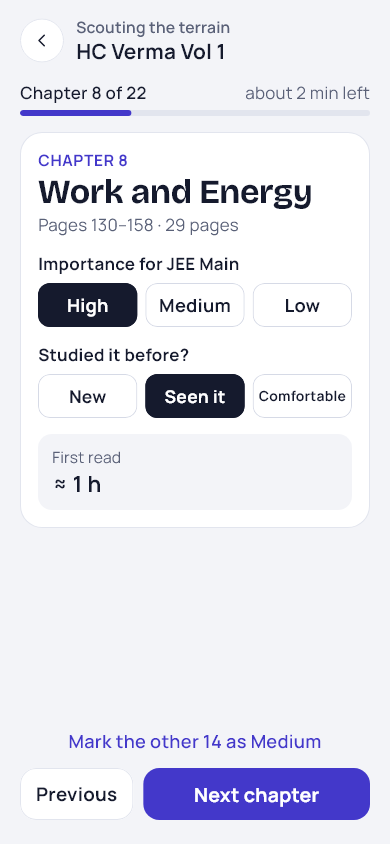 Scouting the terrain
HC Verma Vol 1
Chapter 8 of 22
about 2 min left
CHAPTER 8
Work and Energy
Pages 130–158 · 29 pages
Importance for JEE Main
High
Medium
Low
Studied it before?
New
Seen it
Comfortable
First read
≈ 1 h
Mark the other 14 as Medium
Previous
Next chapter